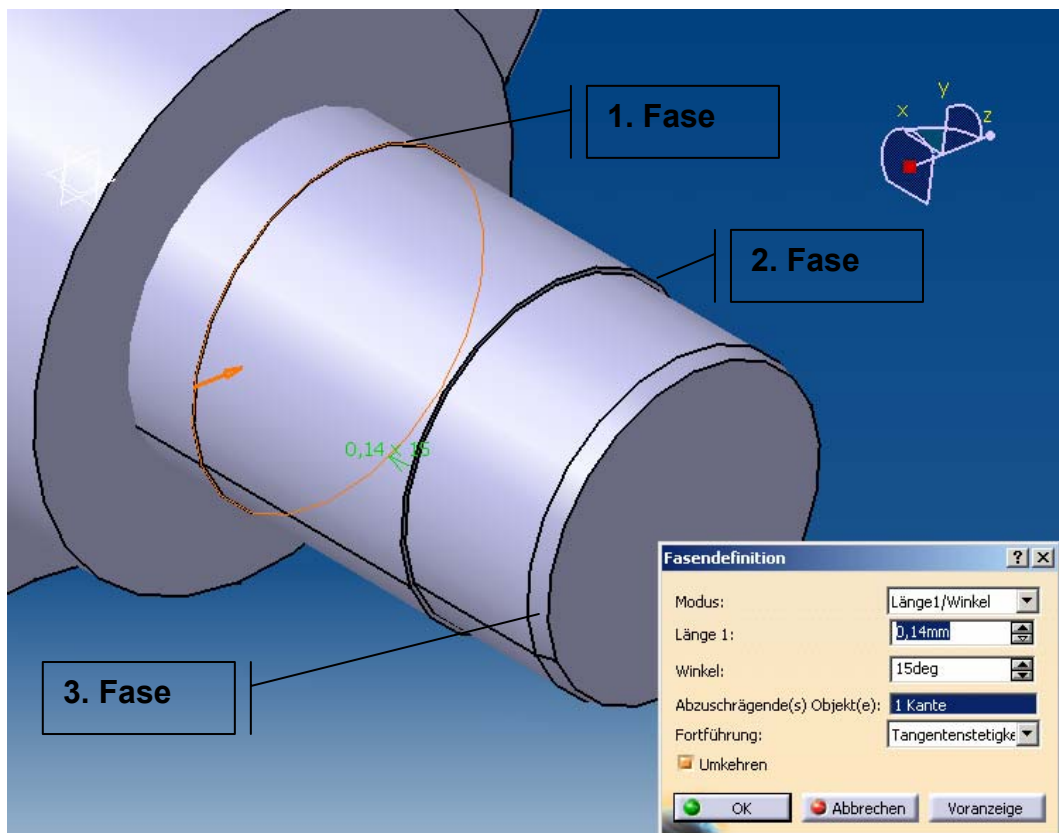 1. Fase
y
x
z
2. Fase
0,14 x 15
3. Fase
Fasendefinition
Modus:
Länge1/Winkel
Länge 1:
0,14mm
Winkel:
15deg
Abzuschrägende(s) Objekt(e):
1 Kante
Fortführung:
Tangentenstetigke
Umkehren
OK
Abbrechen
Voranzeige